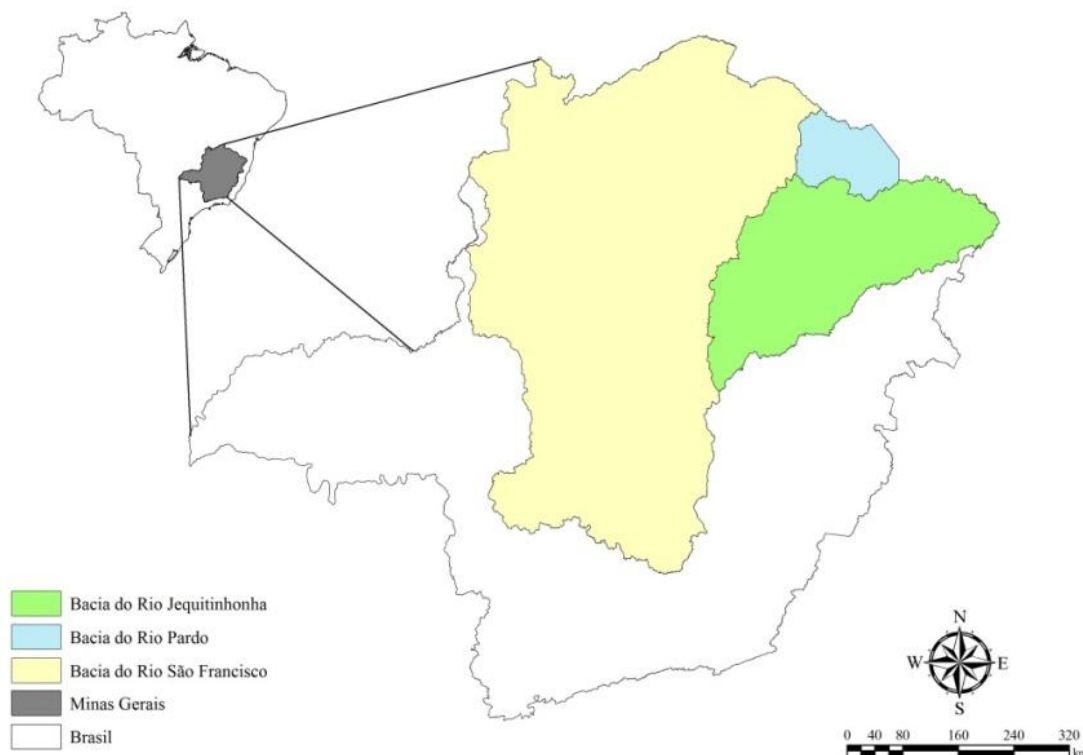 Bacia do Rio Jequitinhonha
Bacia do Rio Pardo
Bacia do Rio São Francisco
Minas Gerais
Brasil
N
W E
S
0 40 80 160 240 320
km